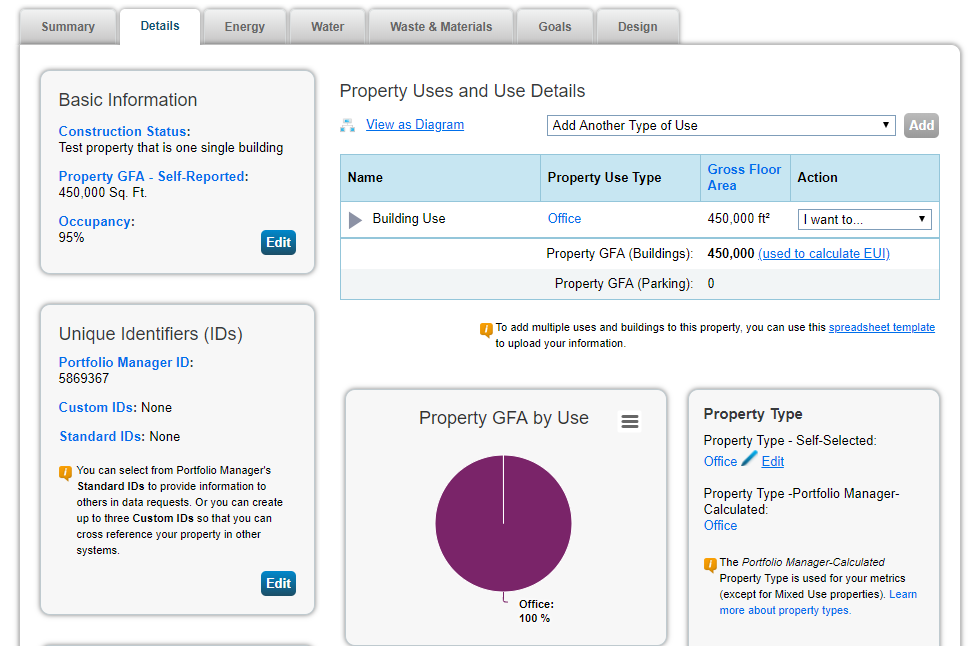 Summary
Details
Energy
Water
Waste & Materials
Goals
Design
Basic Information
Construction Status:
Test property that is one single building
Property GFA - Self-Reported:
450,000 Sq. Ft.
Occupancy:
95%
Edit
Unique Identifiers (IDs)
Portfolio Manager ID:
5869367
Custom IDs: None
Standard IDs: None
You can select from Portfolio Manager's
Standard IDs to provide information to
others in data requests. Or you can create
up to three Custom IDs so that you can
cross reference your property in other
systems.
Edit
Property Uses and Use Details
View as Diagram
Add Another Type of Use
Add
Name
Property Use Type
Gross Floor
Area
Action
Building Use
Office
450,000 ft²
I want to...
Property GFA (Buildings):
450,000 (used to calculate EUI)
Property GFA (Parking):
0
To add multiple uses and buildings to this property, you can use this spreadsheet template
to upload your information.
Property GFA by Use
Office:
100 %
Property Type
Property Type - Self-Selected:
Office Edit
Property Type -Portfolio Manager-
Calculated:
Office
The Portfolio Manager-Calculated
Property Type is used for your metrics
(except for Mixed Use properties). Learn
more about property types.